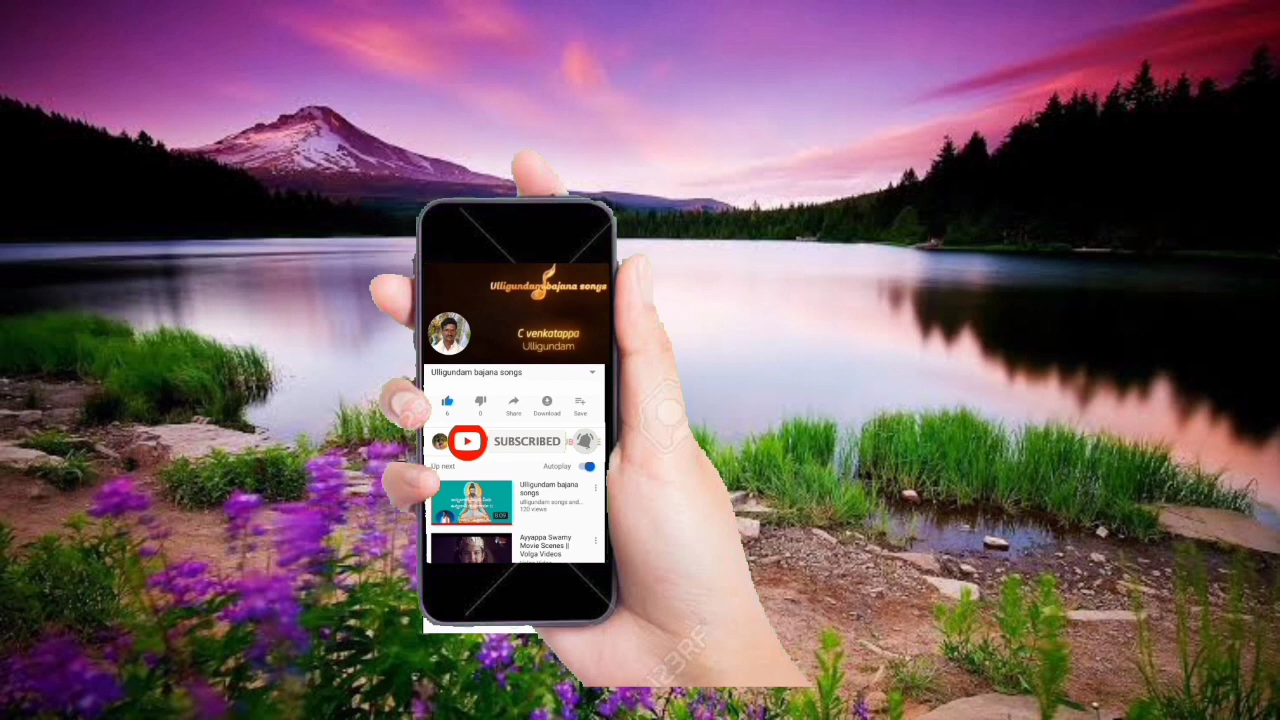 Ulligundam bajana songs
C venkatappa
Ulligundam
Ulligundam bajana songs
6
0
Share
Download
Save
SUBSCRIBED
Up next
Autoplay
Ulligundam bajana
songs
ulligundam songs and...
120 views
8:09
Ayyappa Swamy
Movie Scenes ||
Volga Videos
123RF